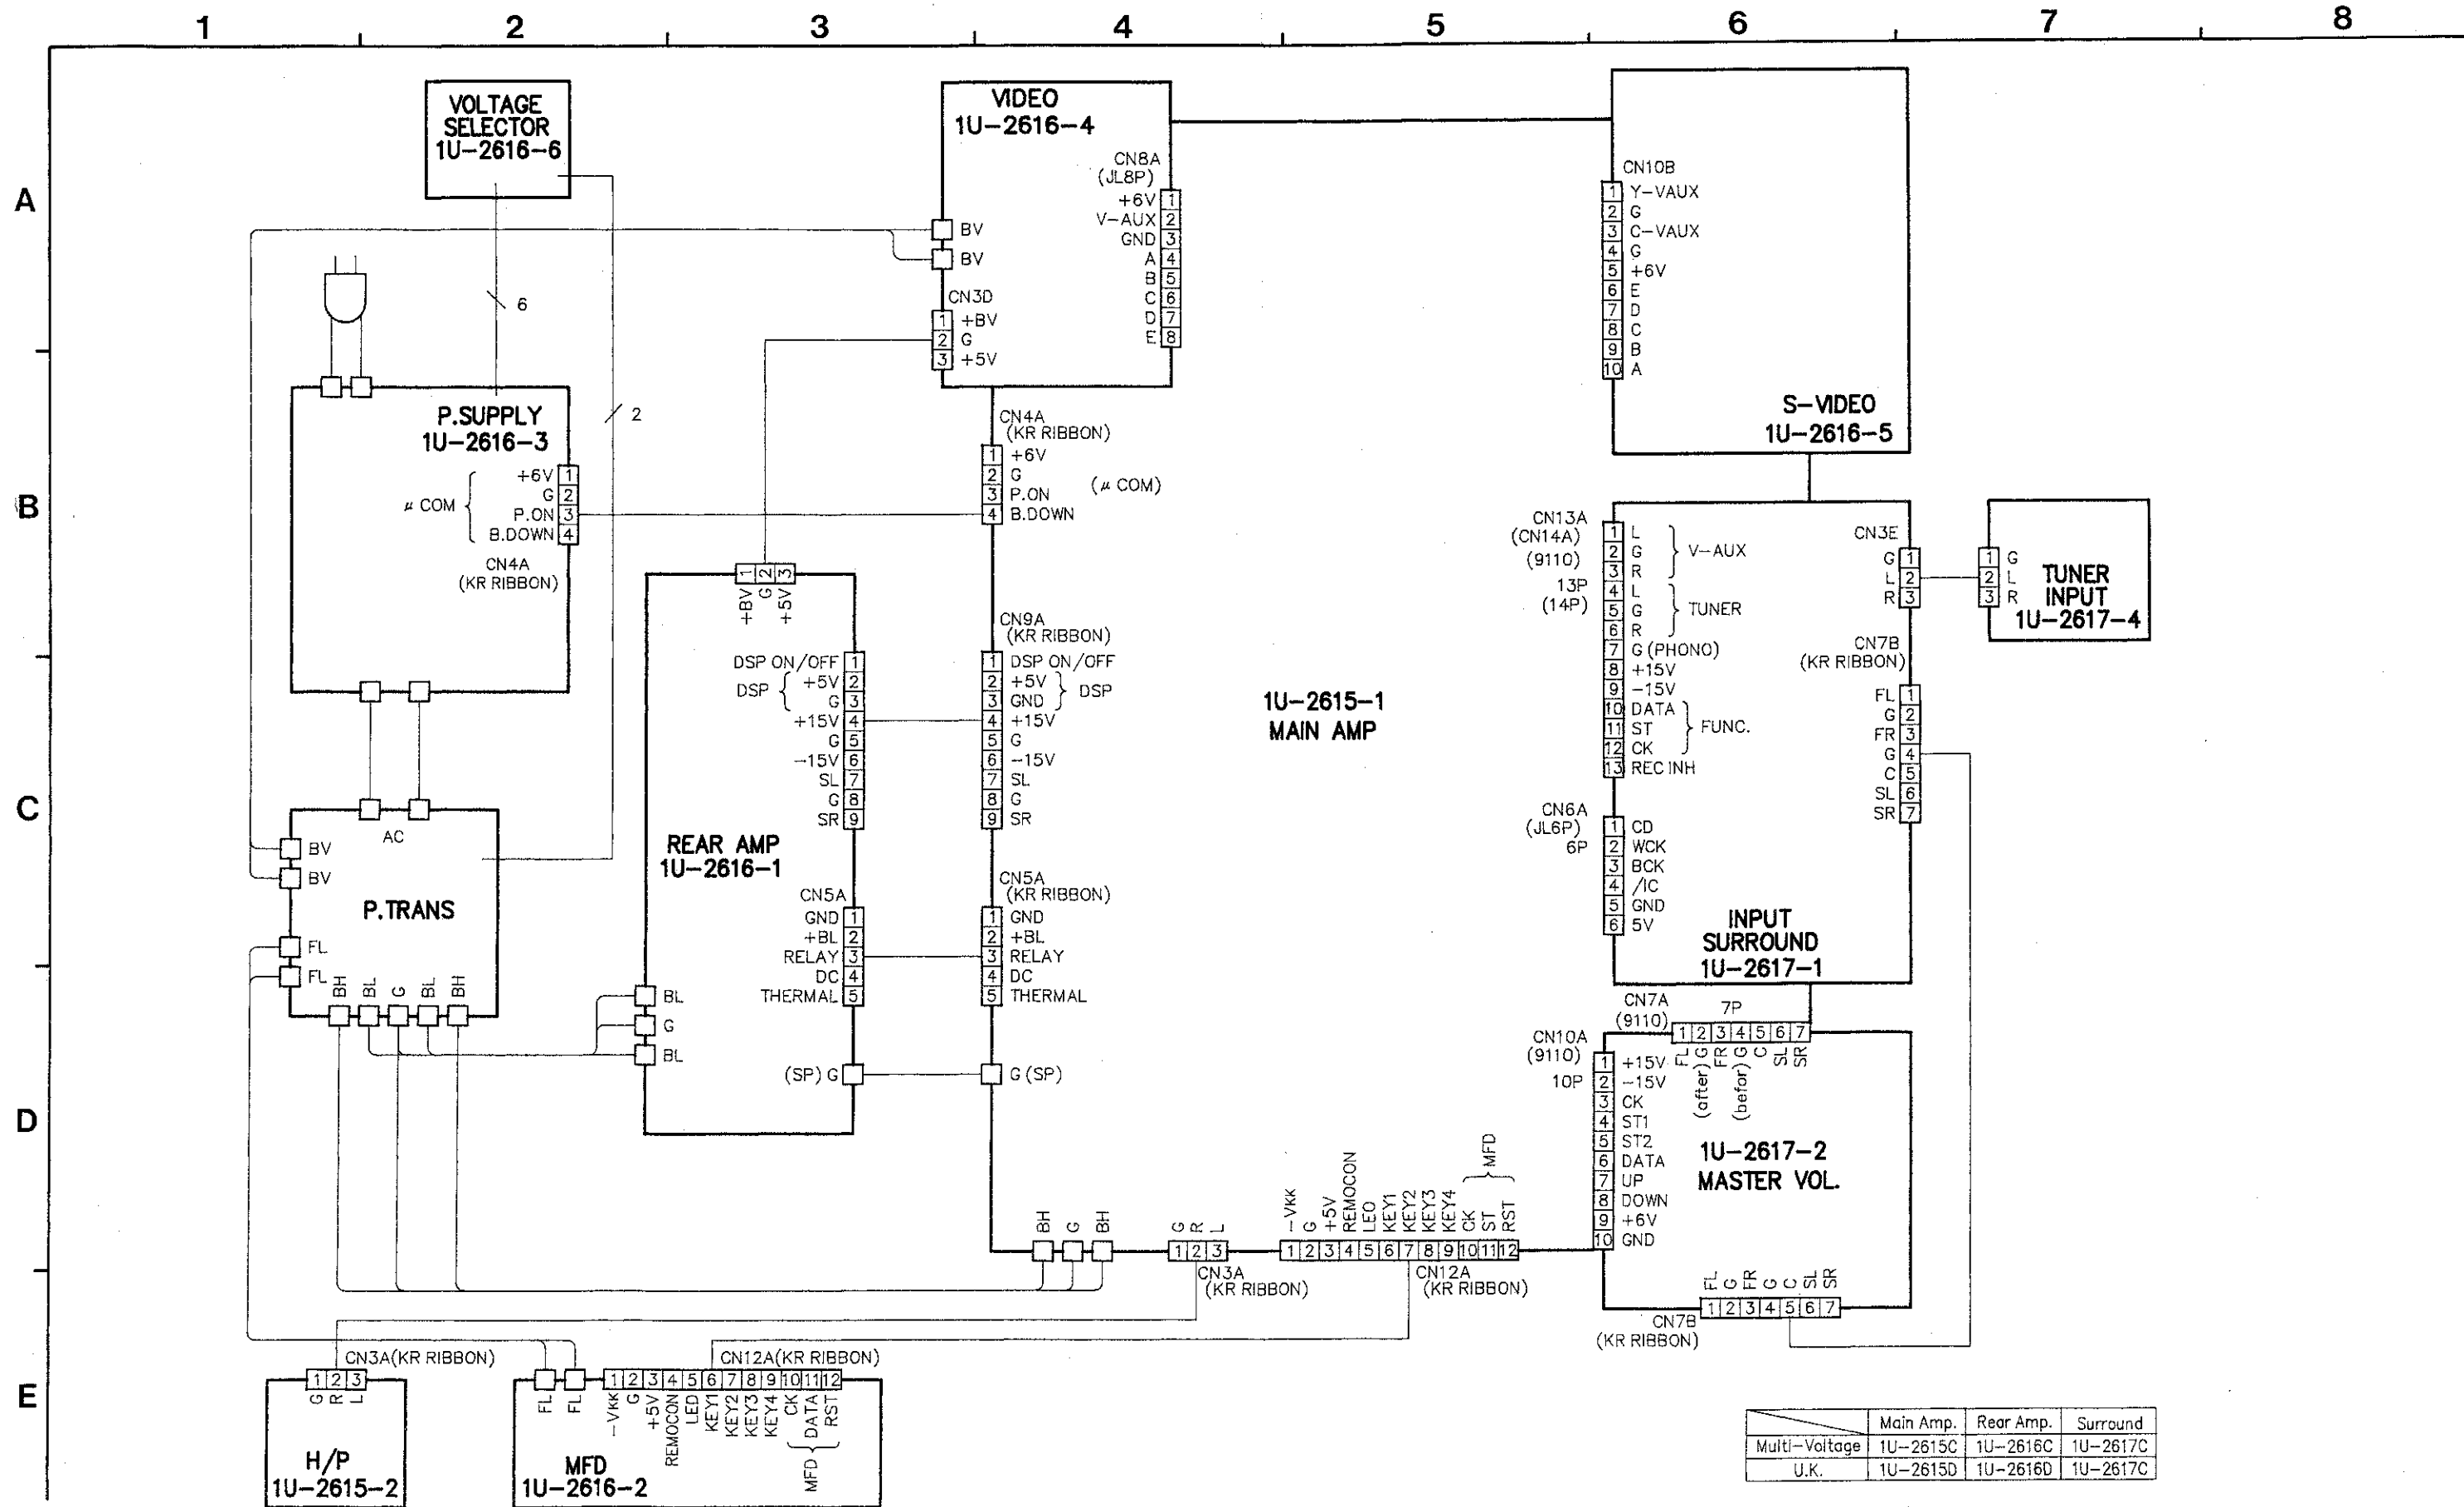 1 2 3 4 5 6 7 8
A
B
C
D
E
VOLTAGE
SELECTOR
1U-2616-6
6
2
VIDEO
1U-2616-4
CN8A
(JL8P)
+6V 1
V-AUX 2
GND 3
A 4
B 5
C 6
D 7
E 8
BV
BV
CN3D
1 +BV
2 G
3 +5V
CN10B
1 Y-VAUX
2 G
3 C-VAUX
4 G
5 +6V
6 E
7 D
8 C
9 B
10 A
S-VIDEO
1U-2616-5
P.SUPPLY
1U-2616-3
μ COM
+6V 1
G 2
P.ON 3
B.DOWN 4
CN4A
(KR RIBBON)
CN4A
(KR RIBBON)
1 +6V
2 G
3 P.ON
4 B.DOWN
(μ COM)
1 2 3
+BV G +5V
DSP ON/OFF 1
+5V 2
G 3
DSP
+15V 4
G 5
-15V 6
SL 7
G 8
SR 9
REAR AMP
1U-2616-1
CN5A
GND 1
+BL 2
RELAY 3
DC 4
THERMAL 5
BL
G
BL
(SP) G
CN9A
(KR RIBBON)
1 DSP ON/OFF
2 +5V
3 GND
DSP
4 +15V
5 G
6 -15V
7 SL
8 G
9 SR
CN5A
(KR RIBBON)
1 GND
2 +BL
3 RELAY
4 DC
5 THERMAL
G (SP)
1U-2615-1
MAIN AMP
CN13A
(CN14A)
(9110)
13P
(14P)
1 L
2 G
3 R
V-AUX
4 L
5 G
6 R
TUNER
7 G (PHONO)
8 +15V
9 -15V
10 DATA
11 ST
12 CK
FUNC.
13 REC INH
CN6A
(JL6P)
6P
1 CD
2 WCK
3 BCK
4 /IC
5 GND
6 5V
INPUT
SURROUND
1U-2617-1
CN3E
G 1
L 2
R 3
1 G
2 L
3 R
TUNER
INPUT
1U-2617-4
CN7B
(KR RIBBON)
FL 1
G 2
FR 3
G 4
C 5
SL 6
SR 7
AC
BV
BV
P.TRANS
FL
FL
BH BL G BL BH
CN7A
(9110)
7P
1 2 3 4 5 6 7
FL (after) G FR (befor) G C SL SR
CN10A
(9110)
10P
1 +15V
2 -15V
3 CK
4 ST1
5 ST2
6 DATA
7 UP
8 DOWN
9 +6V
10 GND
1U-2617-2
MASTER VOL.
FL G FR G C SL SR
1 2 3 4 5 6 7
CN7B
(KR RIBBON)
BH G BH
G R L
1 2 3
CN3A
(KR RIBBON)
-VKK G +5V REMOCON LEO KEY1 KEY2 KEY3 KEY4 CK ST RST
MFD
1 2 3 4 5 6 7 8 9 10 11 12
CN12A
(KR RIBBON)
CN3A(KR RIBBON)
1 2 3
G R L
H/P
1U-2615-2
CN12A(KR RIBBON)
1 2 3 4 5 6 7 8 9 10 11 12
FL FL -VKK G +5V REMOCON LED KEY1 KEY2 KEY3 KEY4 CK DATA RST
MFD
MFD
1U-2616-2
Main Amp. Rear Amp. Surround
Multi-Voltage 1U-2615C 1U-2616C 1U-2617C
U.K. 1U-2615D 1U-2616D 1U-2617C